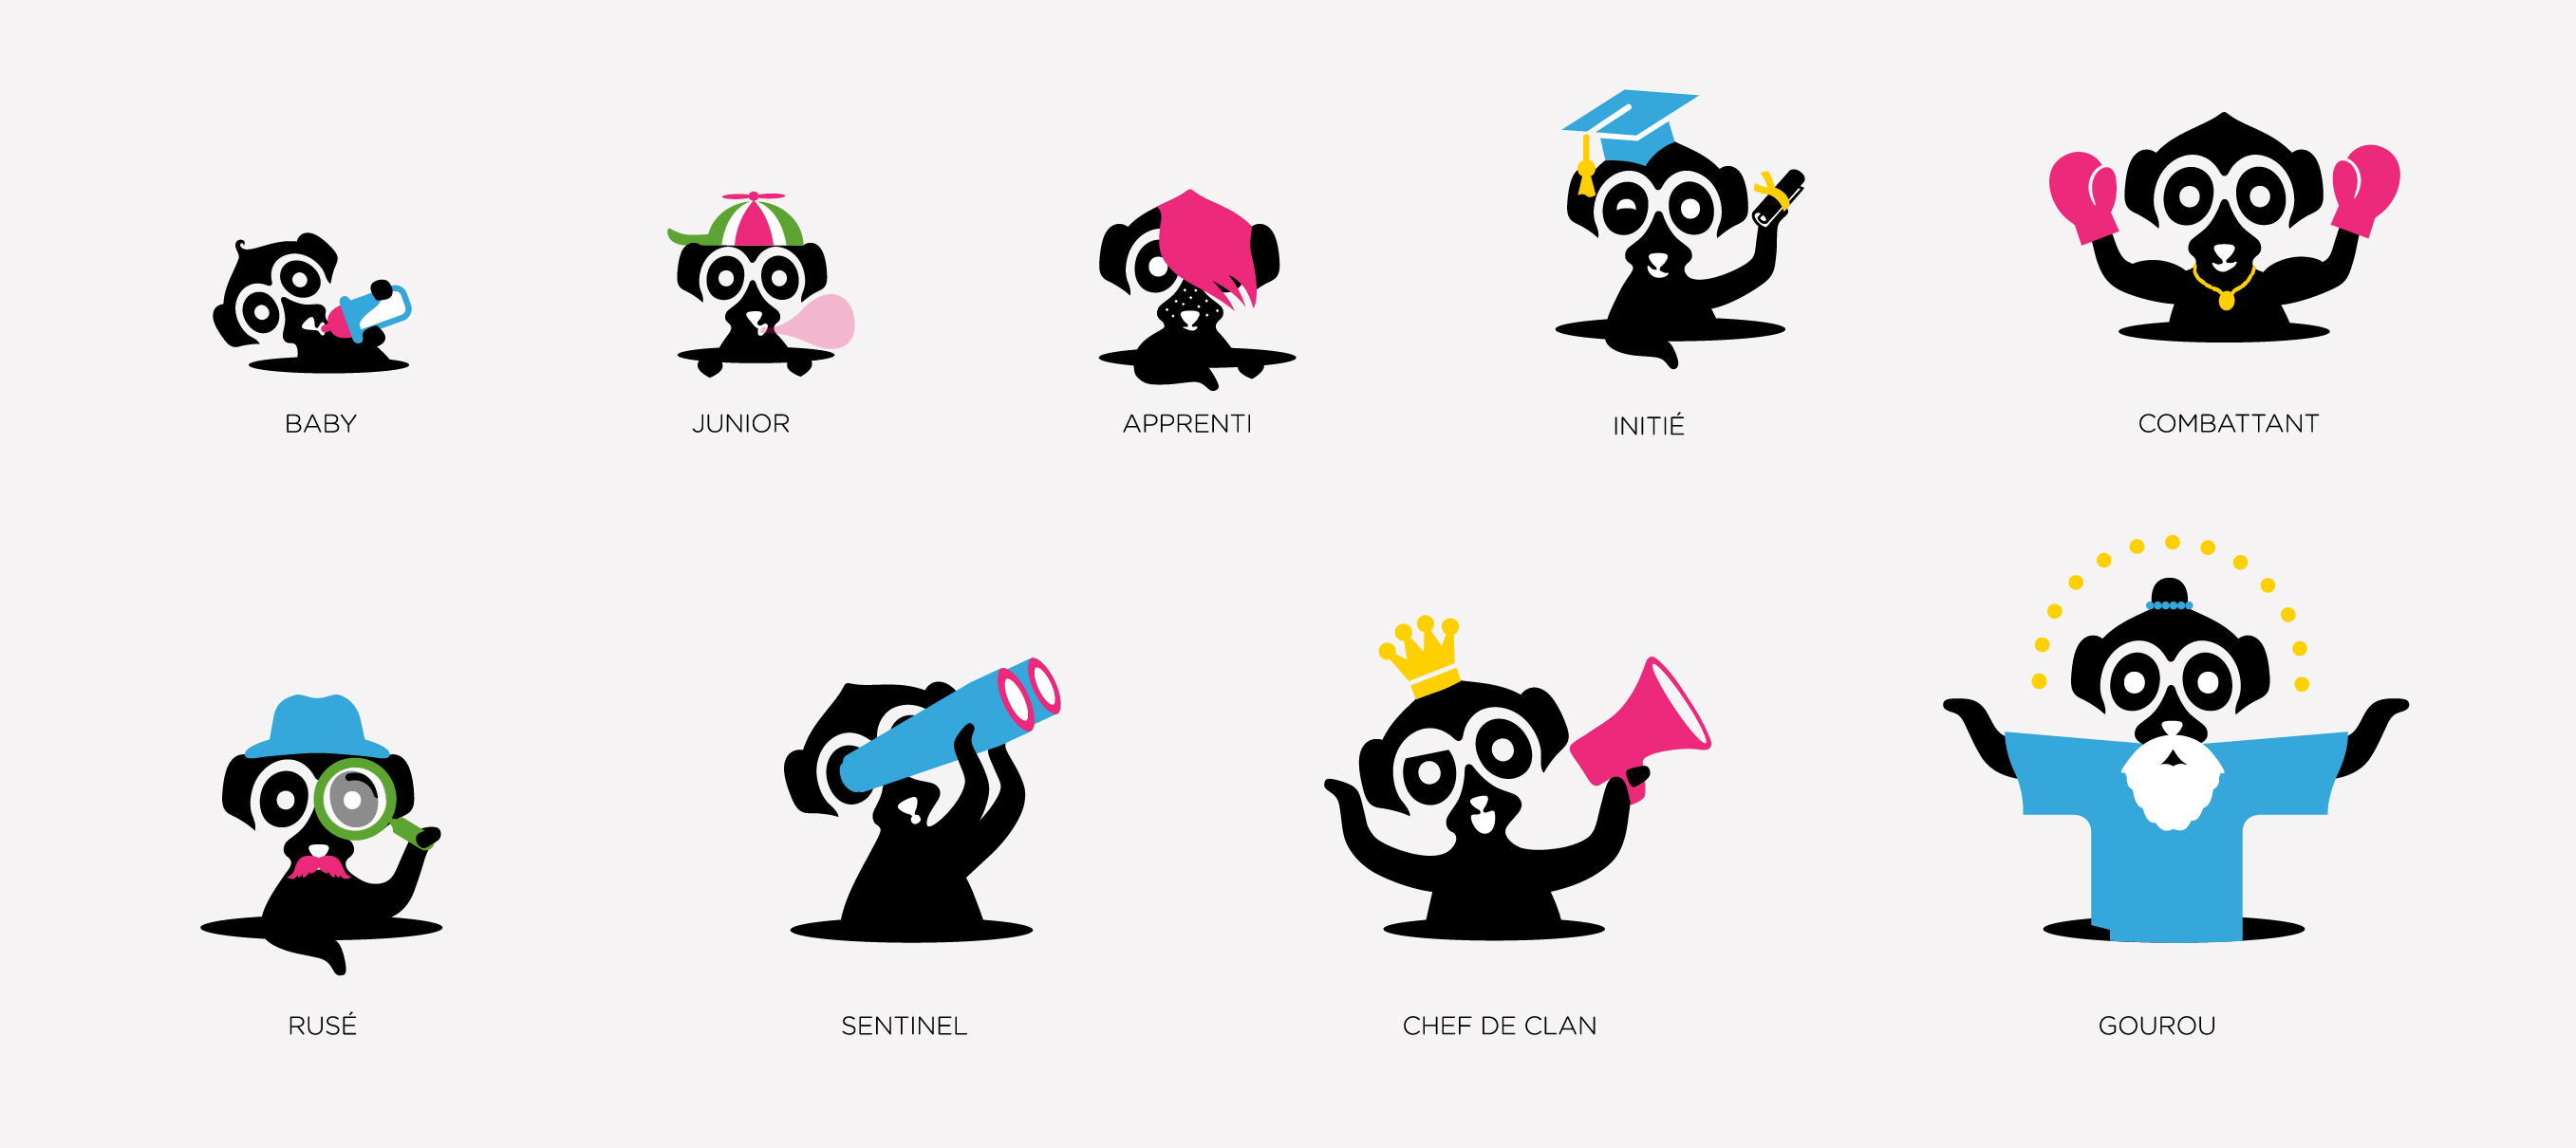 BABY
JUNIOR
APPRENTI
INITIÉ
COMBATTANT
RUSÉ
SENTINEL
CHEF DE CLAN
GOUROU